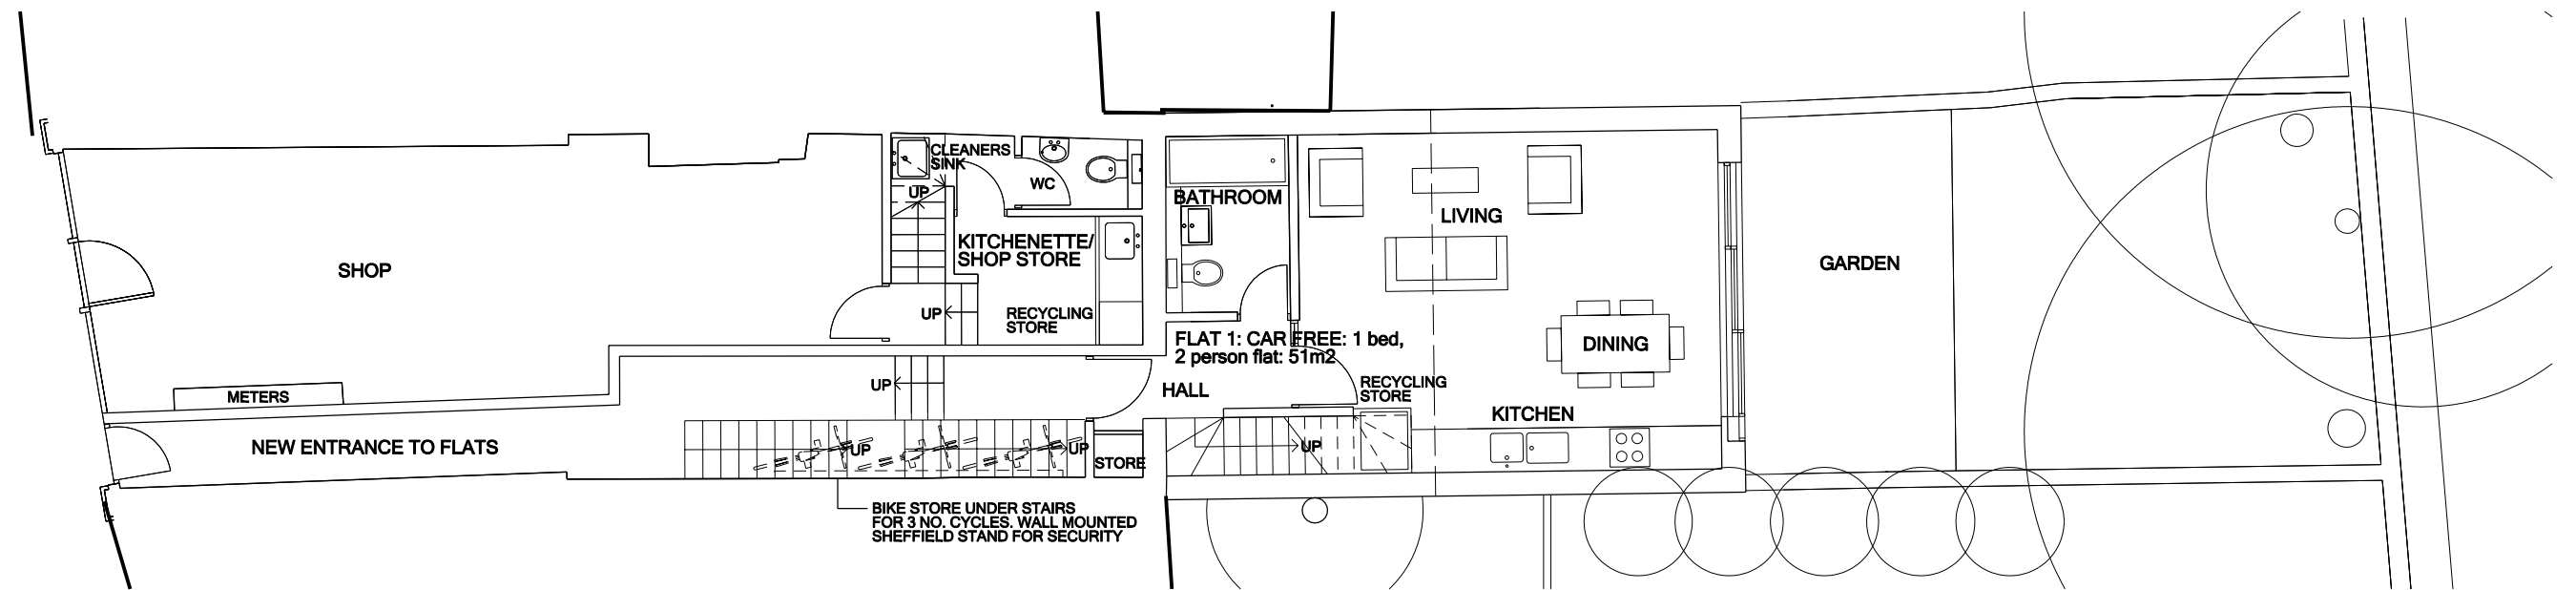 CLEANERS
SINK
UP
WC
BATHROOM
LIVING
KITCHENETTE/
SHOP STORE
SHOP
GARDEN
UP
RECYCLING
STORE
FLAT 1: CAR FREE: 1 bed,
2 person flat: 51m2
DINING
UP
HALL
RECYCLING
STORE
METERS
KITCHEN
NEW ENTRANCE TO FLATS
UP
UP
UP
STORE
BIKE STORE UNDER STAIRS
FOR 3 NO. CYCLES. WALL MOUNTED
SHEFFIELD STAND FOR SECURITY